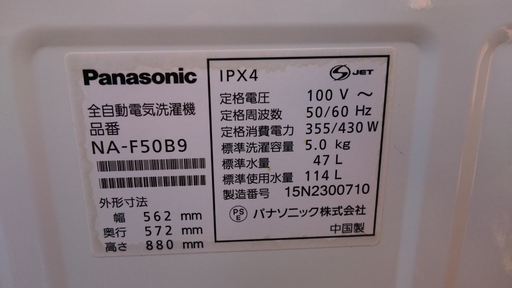 Panasonic
全自動電気洗濯機
品番
NA-F50B9
外形寸法
幅 562 mm
奥行 572 mm
高さ 880 mm
IPX4
S JET
定格電圧 100 V ～
定格周波数 50/60 Hz
定格消費電力 355/430 W
標準洗濯容量 5.0 kg
標準水量 47 L
標準使用水量 114 L
製造番号 15N2300710
PS E パナソニック株式会社
中国製